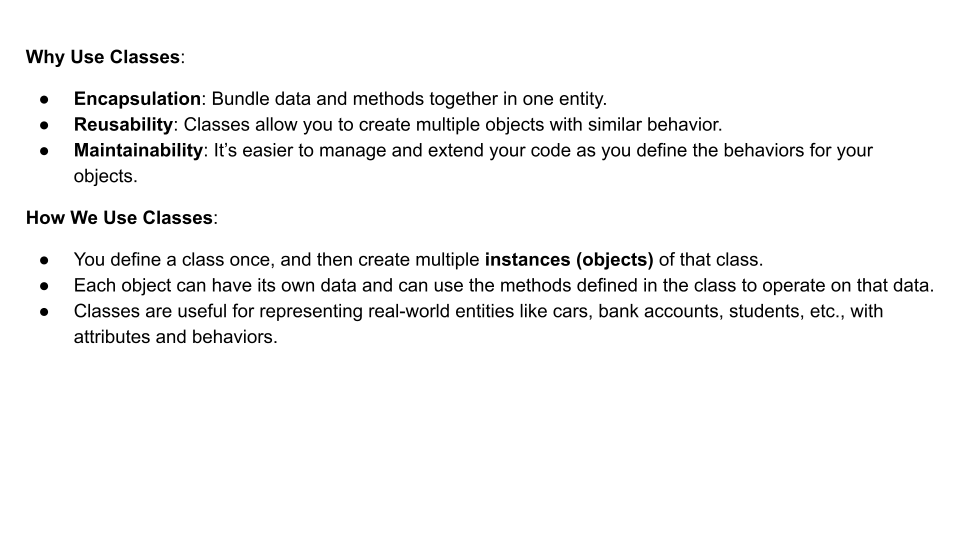 Why Use Classes:
● Encapsulation: Bundle data and methods together in one entity.
● Reusability: Classes allow you to create multiple objects with similar behavior.
● Maintainability: It’s easier to manage and extend your code as you define the behaviors for your
objects.
How We Use Classes:
● You define a class once, and then create multiple instances (objects) of that class.
● Each object can have its own data and can use the methods defined in the class to operate on that data.
● Classes are useful for representing real-world entities like cars, bank accounts, students, etc., with
attributes and behaviors.